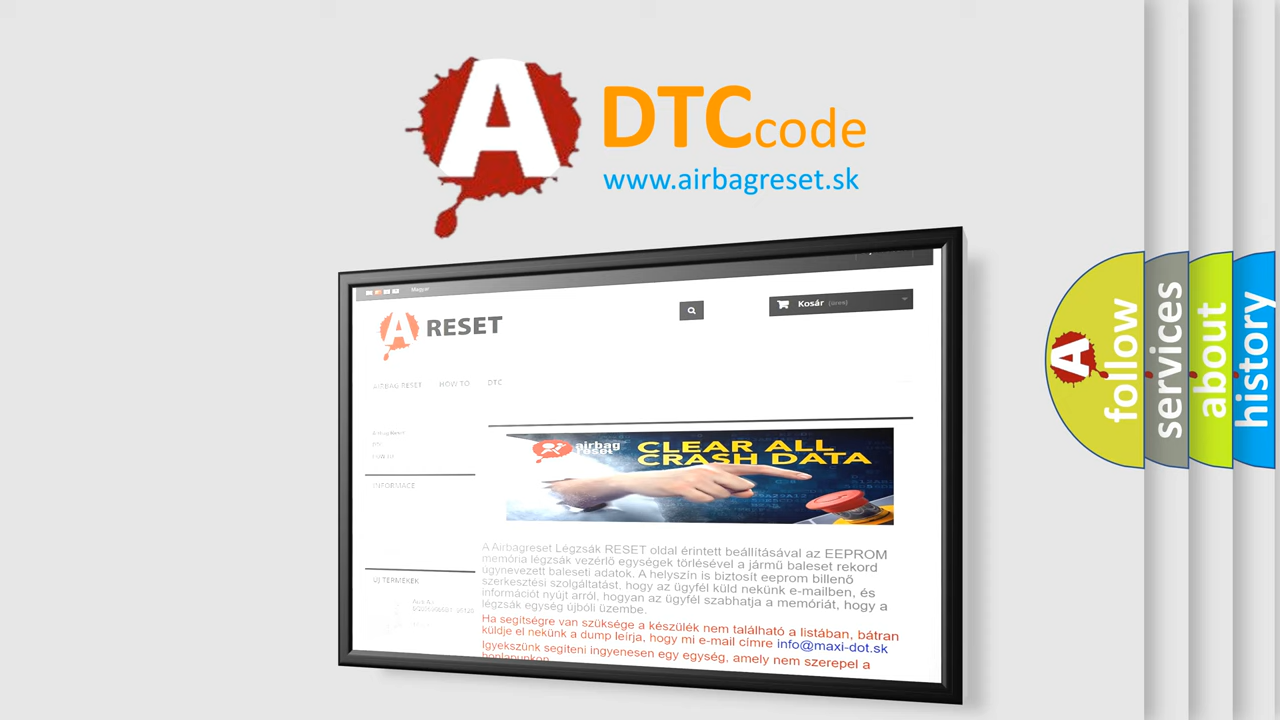 A
DTCcode
www.airbagreset.sk
Magyar
A RESET
Kosár (üres)
AIRBAG RESET HOW TO DTC
INFORMACE
airbag
reset
CLEAR ALL
CRASH DATA
A Airbagreset Légzsák RESET oldal érintett beállításával az EEPROM
memória légzsák vezérlő egységek törlésével a jármű baleset rekord
úgynevezett baleseti adatok. A helyszín is biztosít eeprom billenő
szerkesztési szolgáltatást, hogy az ügyfél küld nekünk e-mailben, és
információt nyújt arról, hogyan az ügyfél szabhatja a memóriát, hogy a
légzsák egység újbóli üzembe.
ÚJ TERMÉKEK
Ha segítségre van szüksége a készülék nem található a listában, bátran
küldje el nekünk a dump leírja, hogy mi e-mail címre info@maxi-dot.sk
Igyekszünk segíteni ingyenesen egy egység, amely nem szerepel a
honlapunkon
A
follow
services
about
history